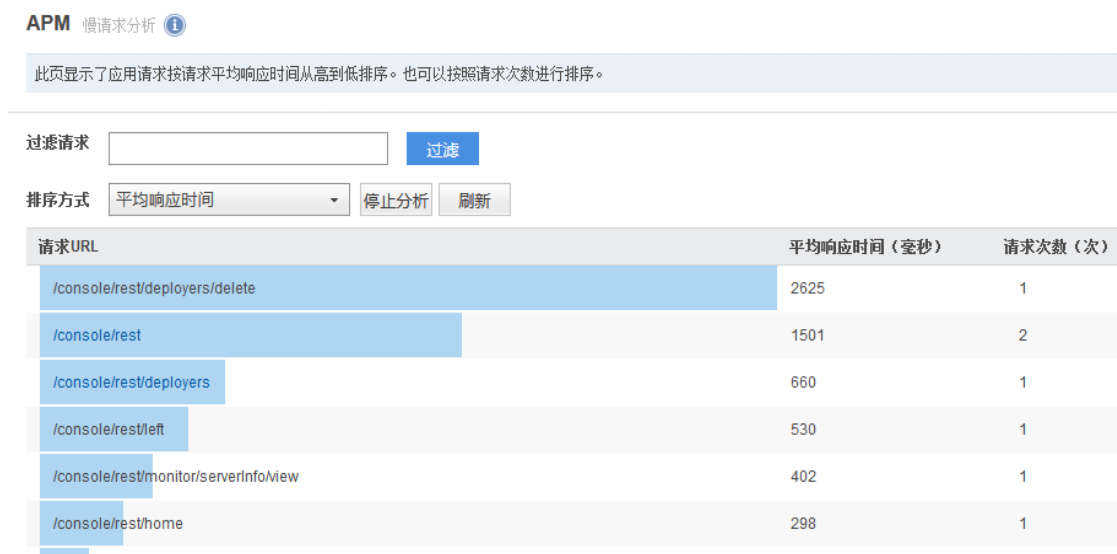 APM 慢请求分析 i
此页显示了应用请求按请求平均响应时间从高到低排序。也可以按照请求次数进行排序。
过滤请求 过滤
排序方式 平均响应时间 停止分析 刷新
请求URL 平均响应时间（毫秒） 请求次数（次）
/console/rest/deployers/delete 2625 1
/console/rest 1501 2
/console/rest/deployers 660 1
/console/rest/left 530 1
/console/rest/monitor/serverInfo/view 402 1
/console/rest/home 298 1